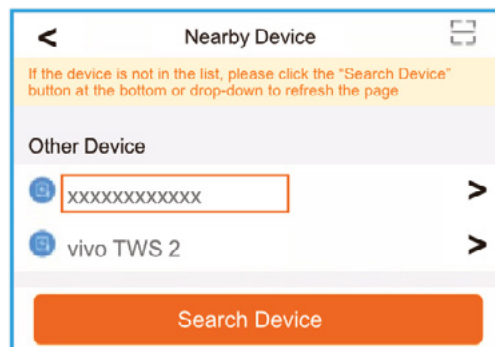 Nearby Device
If the device is not in the list, please click the "Search Device"
button at the bottom or drop-down to refresh the page
Other Device
xxxxxxxxxxxx
vivo TWS 2
Search Device